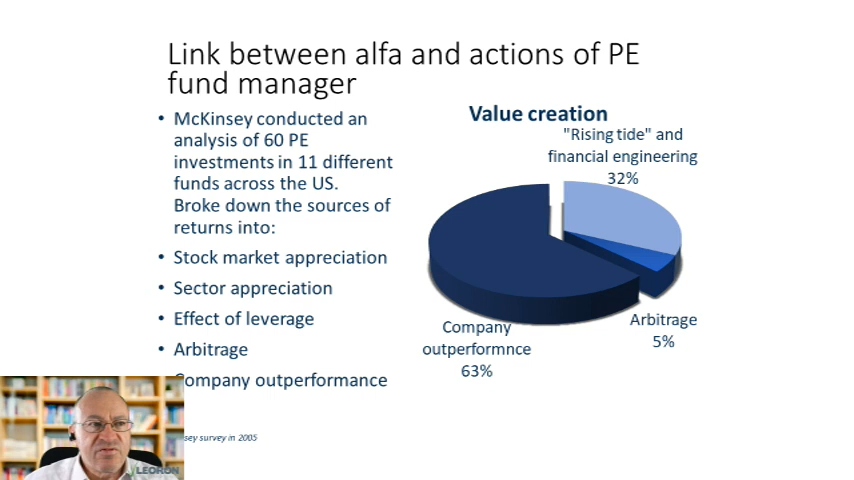 Link between alfa and actions of PE
fund manager
• McKinsey conducted an
analysis of 60 PE
investments in 11 different
funds across the US.
Broke down the sources of
returns into:
• Stock market appreciation
• Sector appreciation
• Effect of leverage
• Arbitrage
Company outperformance
sey survey in 2005
Value creation
"Rising tide" and
financial engineering
32%
Arbitrage
5%
Company
outperformnce
63%
LEORON